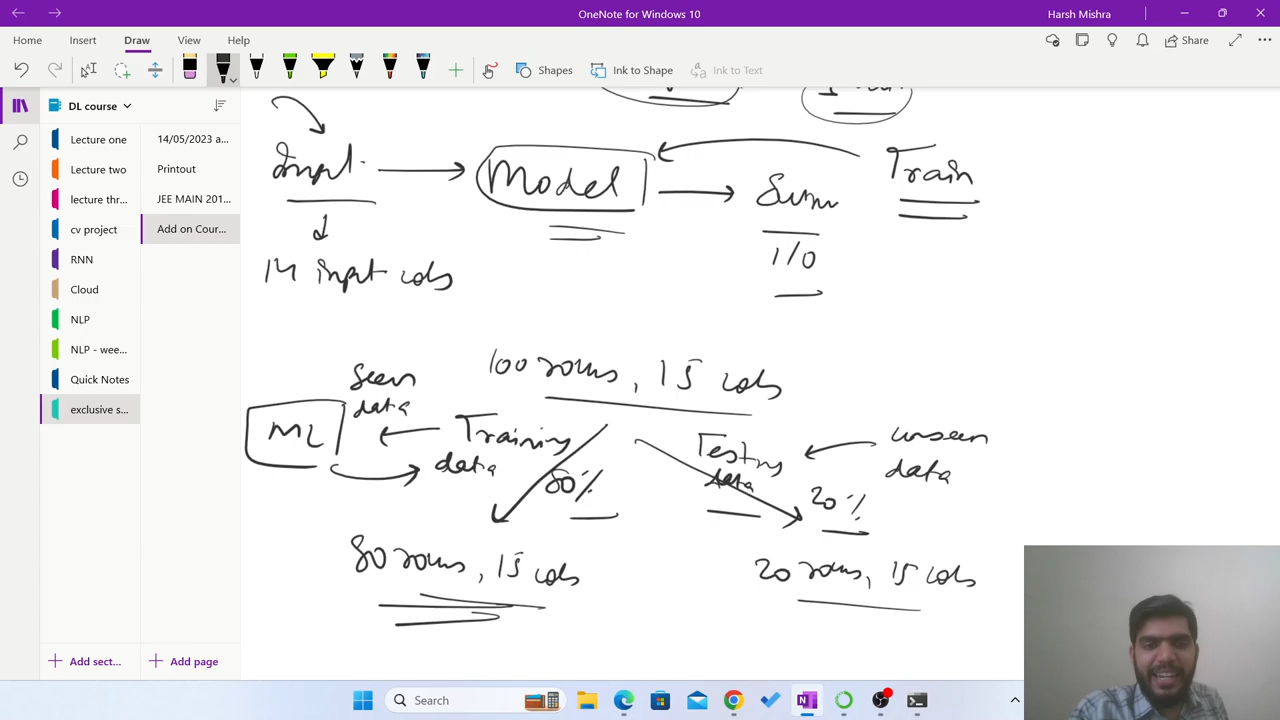 OneNote for Windows 10
Harsh Mishra
Home Insert Draw View Help
Share
Shapes Ink to Shape Ink to Text
DL course
Lecture one
Lecture two
lecture thr...
cv project
RNN
Cloud
NLP
NLP - wee...
Quick Notes
exclusive s...
14/05/2023 a...
Printout
JEE MAIN 201...
Add on Cour...
Add sect...
Add page
Input
Model
Train
1/0
14 input cols
100 rows, 15 cols
Seen
data
ML
Training
data
80%
Testing
data
20%
unseen
data
80 rows, 15 cols
20 rows, 15 cols
Search